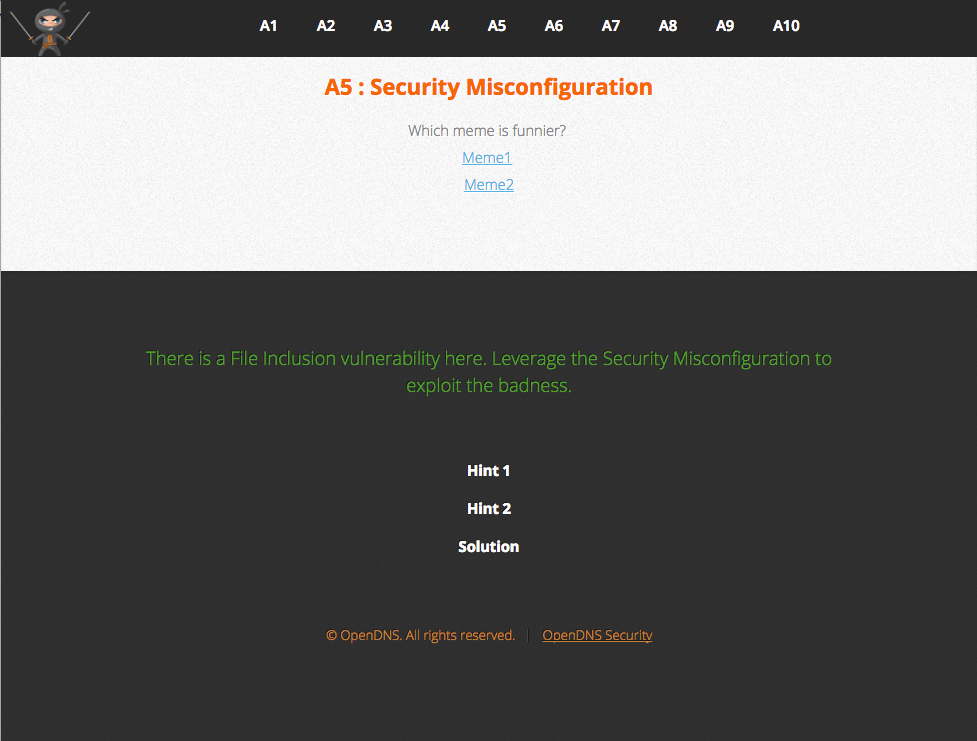 A1 A2 A3 A4 A5 A6 A7 A8 A9 A10
A5 : Security Misconfiguration
Which meme is funnier?
Meme1
Meme2
There is a File Inclusion vulnerability here. Leverage the Security Misconfiguration to
exploit the badness.
Hint 1
Hint 2
Solution
© OpenDNS. All rights reserved. | OpenDNS Security